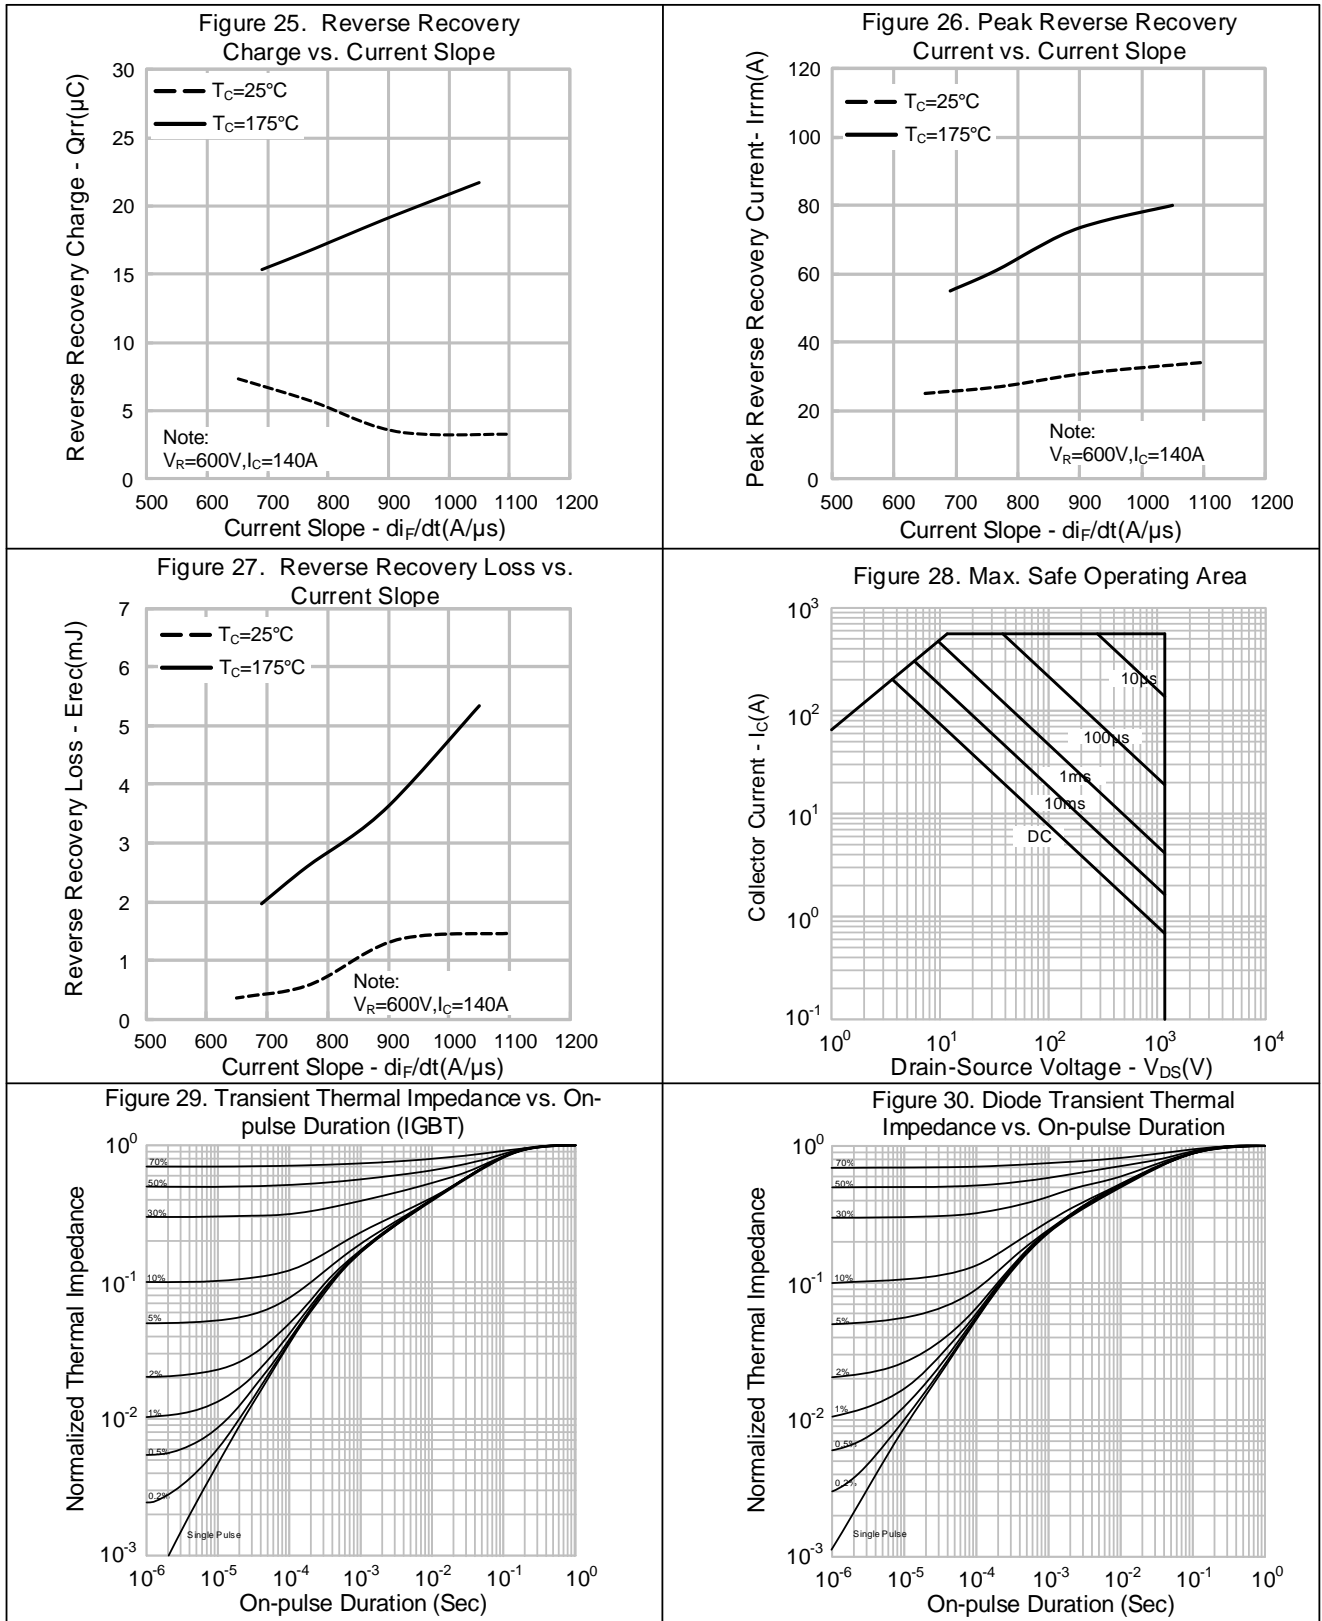 Figure 25. Reverse Recovery
Charge vs. Current Slope
Reverse Recovery Charge - Qrr(µC)
30
25
20
15
10
5
0
T_C=25°C
T_C=175°C
Note:
V_R=600V,I_C=140A
500 600 700 800 900 1000 1100 1200
Current Slope - di_F/dt(A/µs)
Figure 26. Peak Reverse Recovery
Current vs. Current Slope
Peak Reverse Recovery Current- Irrm(A)
120
100
80
60
40
20
0
T_C=25°C
T_C=175°C
Note:
V_R=600V,I_C=140A
500 600 700 800 900 1000 1100 1200
Current Slope - di_F/dt(A/µs)
Figure 27. Reverse Recovery Loss vs.
Current Slope
Reverse Recovery Loss - Erec(mJ)
7
6
5
4
3
2
1
0
T_C=25°C
T_C=175°C
Note:
V_R=600V,I_C=140A
500 600 700 800 900 1000 1100 1200
Current Slope - di_F/dt(A/µs)
Figure 28. Max. Safe Operating Area
Collector Current - I_C(A)
10^3
10^2
10^1
10^0
10^-1
10µs
100µs
1ms
10ms
DC
10^0 10^1 10^2 10^3 10^4
Drain-Source Voltage - V_DS(V)
Figure 29. Transient Thermal Impedance vs. On-
pulse Duration (IGBT)
Normalized Thermal Impedance
10^0
10^-1
10^-2
10^-3
70%
50%
30%
10%
5%
2%
1%
0.5%
0.2%
Single Pulse
10^-6 10^-5 10^-4 10^-3 10^-2 10^-1 10^0
On-pulse Duration (Sec)
Figure 30. Diode Transient Thermal
Impedance vs. On-pulse Duration
Normalized Thermal Impedance
10^0
10^-1
10^-2
10^-3
70%
50%
30%
10%
5%
2%
1%
0.5%
0.2%
Single Pulse
10^-6 10^-5 10^-4 10^-3 10^-2 10^-1 10^0
On-pulse Duration (Sec)